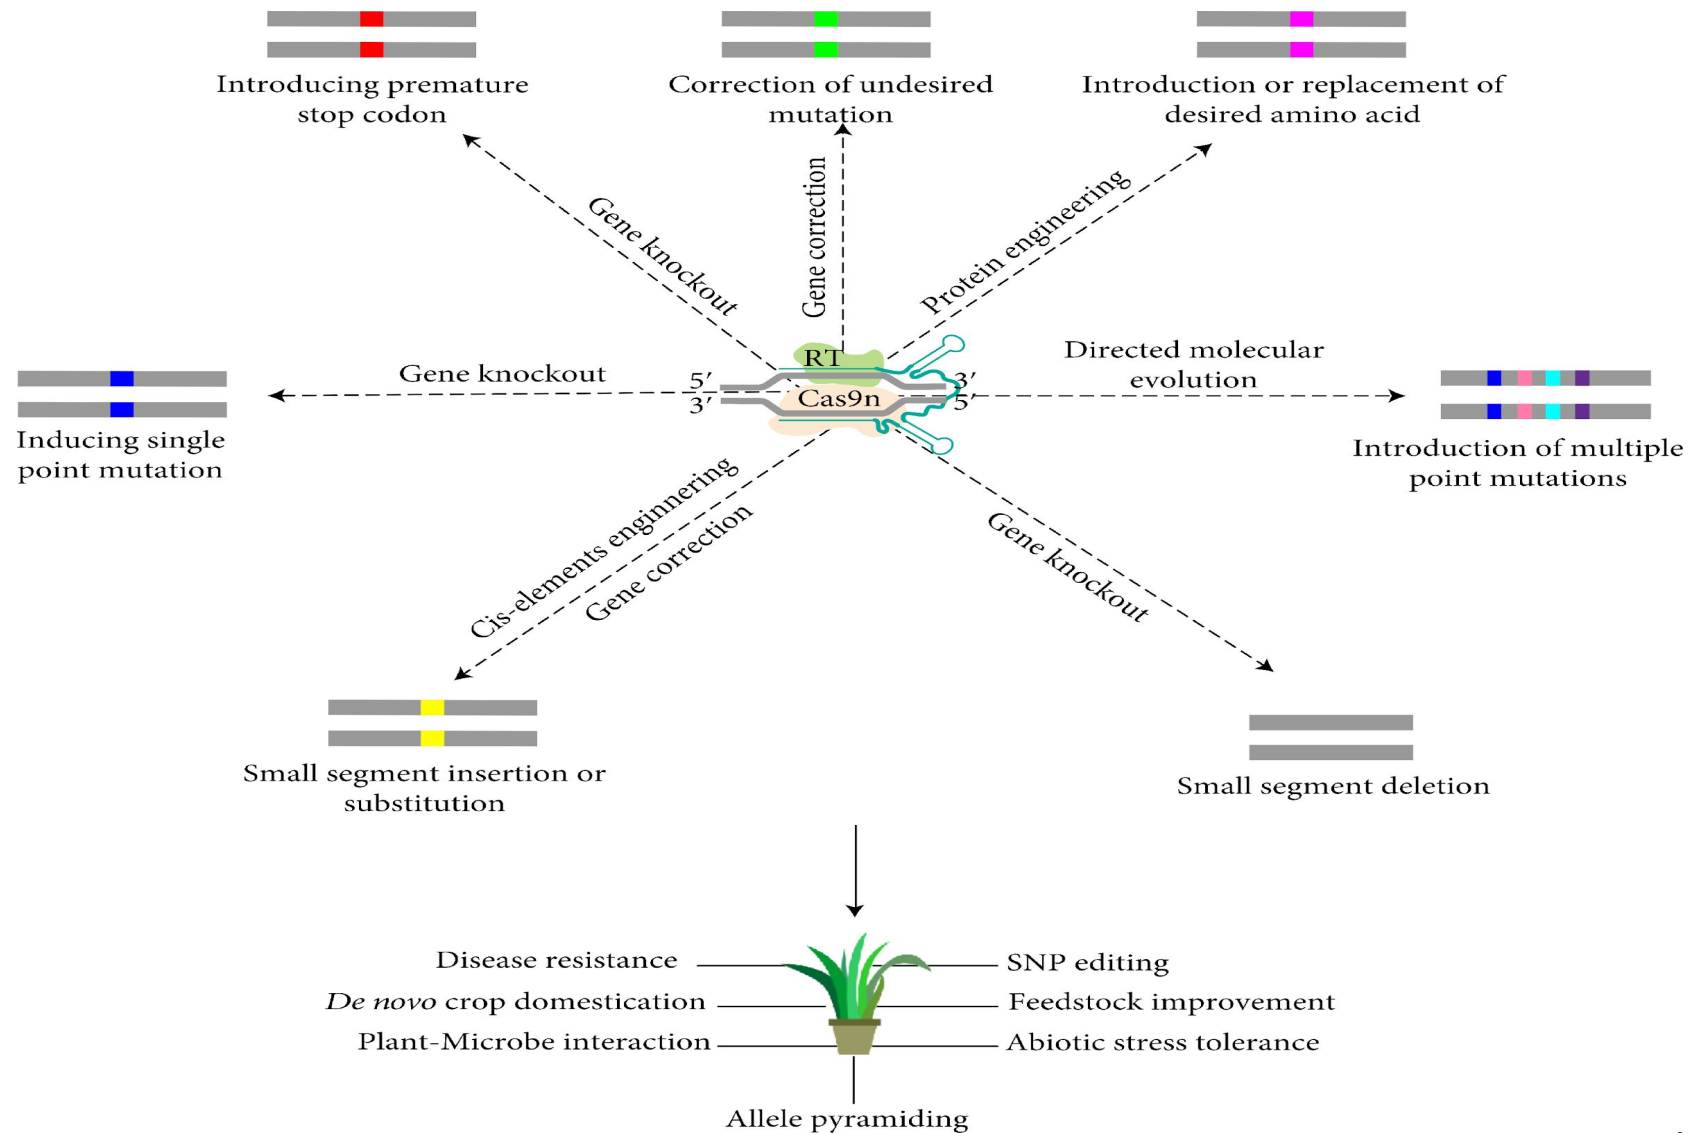 Introducing premature
stop codon
Correction of undesired
mutation
Introduction or replacement of
desired amino acid
Gene knockout
Gene correction
Protein engineering
Gene knockout
Directed molecular
evolution
RT
5′
3′
Cas9n
3′
5′
Inducing single
point mutation
Introduction of multiple
point mutations
Cis-elements enginnering
Gene correction
Gene knockout
Small segment insertion or
substitution
Small segment deletion
Disease resistance
SNP editing
De novo crop domestication
Feedstock improvement
Plant-Microbe interaction
Abiotic stress tolerance
Allele pyramiding